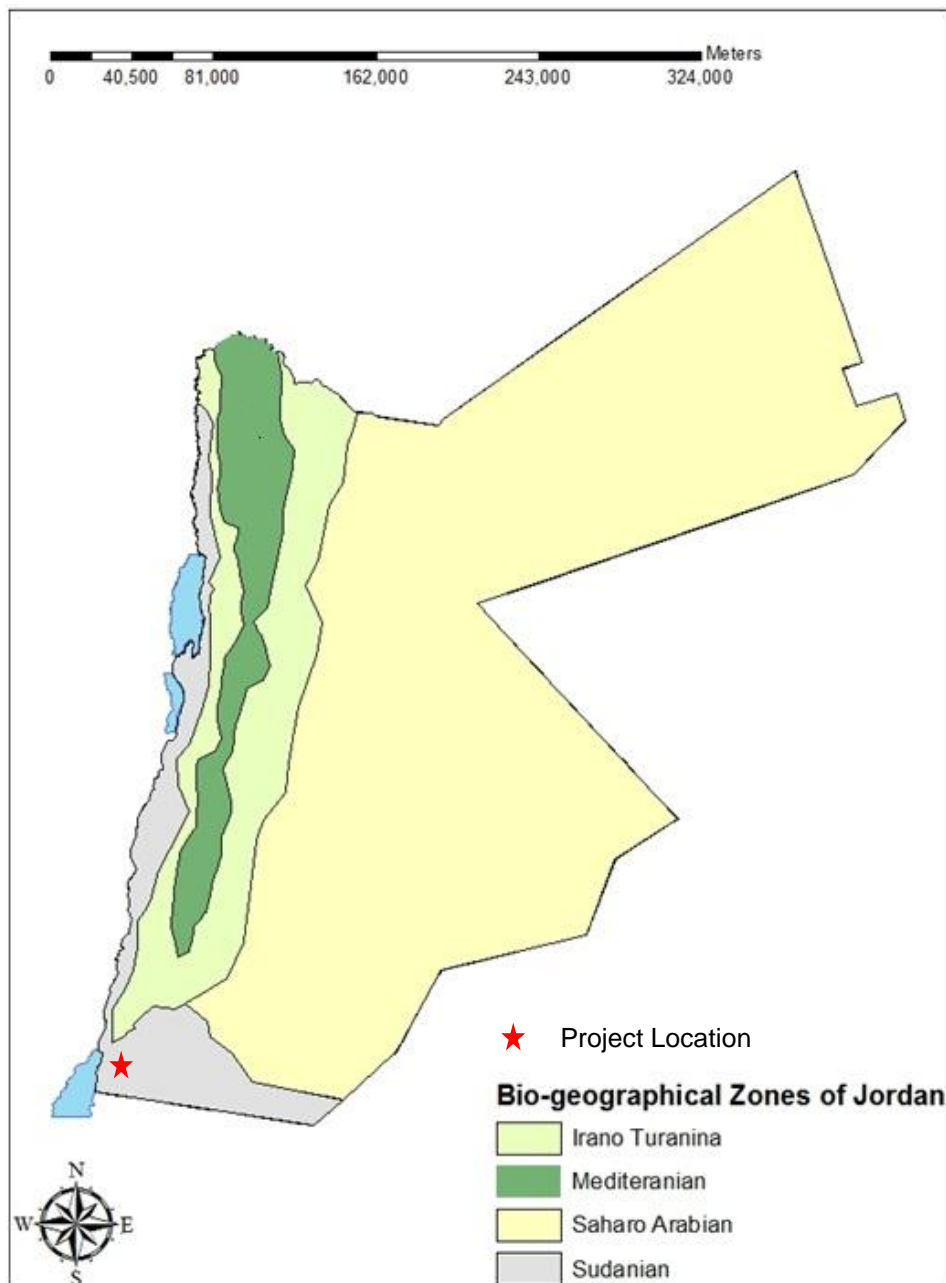 Meters
0 40,500 81,000 162,000 243,000 324,000
Project Location
Bio-geographical Zones of Jordan
Irano Turanina
Mediteranian
Saharo Arabian
Sudanian
N
W E
S